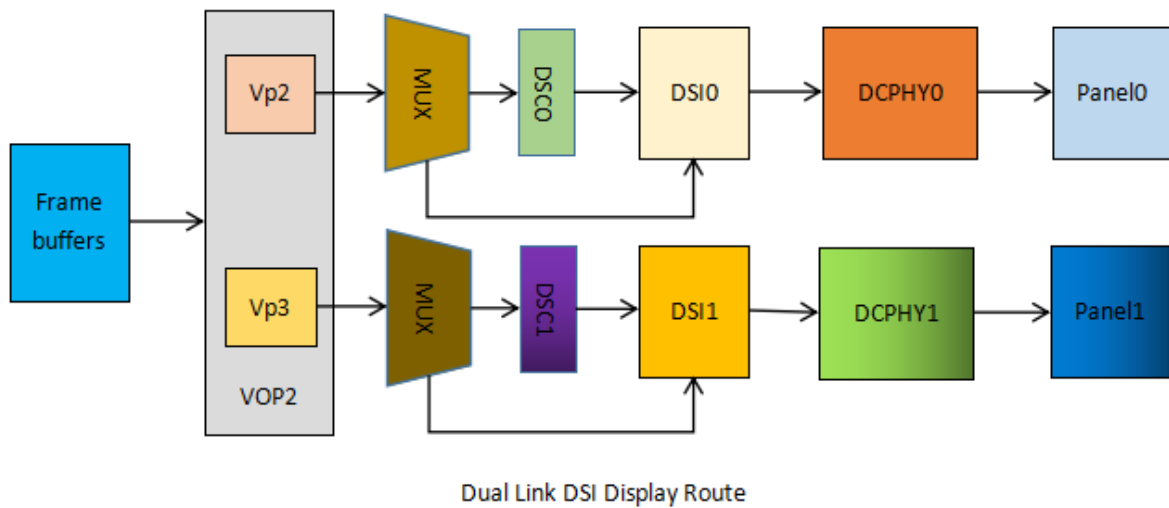 Frame
buffers
Vp2
Vp3
VOP2
MUX
DSC0
DSI0
DCPHY0
Panel0
MUX
DSC1
DSI1
DCPHY1
Panel1
Dual Link DSI Display Route